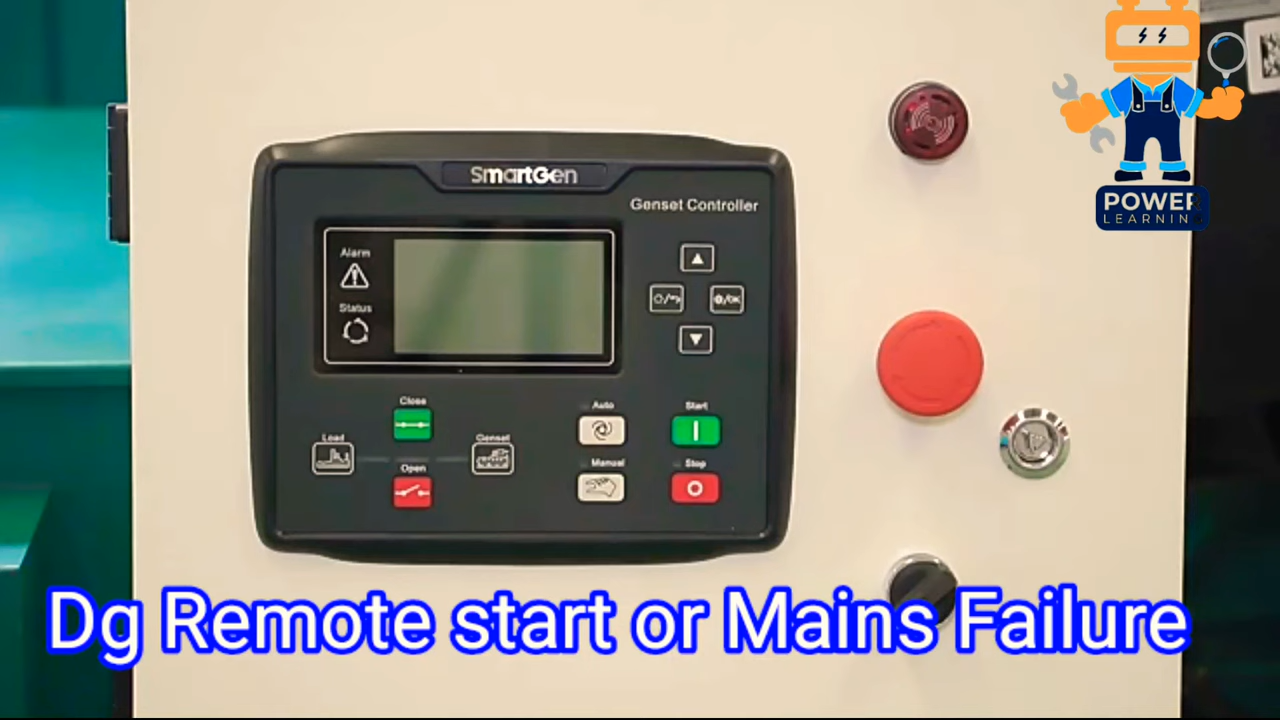 SmartGen
Genset Controller
Alarm
Status
Close
Auto
Start
Load
Genset
Open
Manual
Stop
POWER
LEARNING
Dg Remote start or Mains Failure